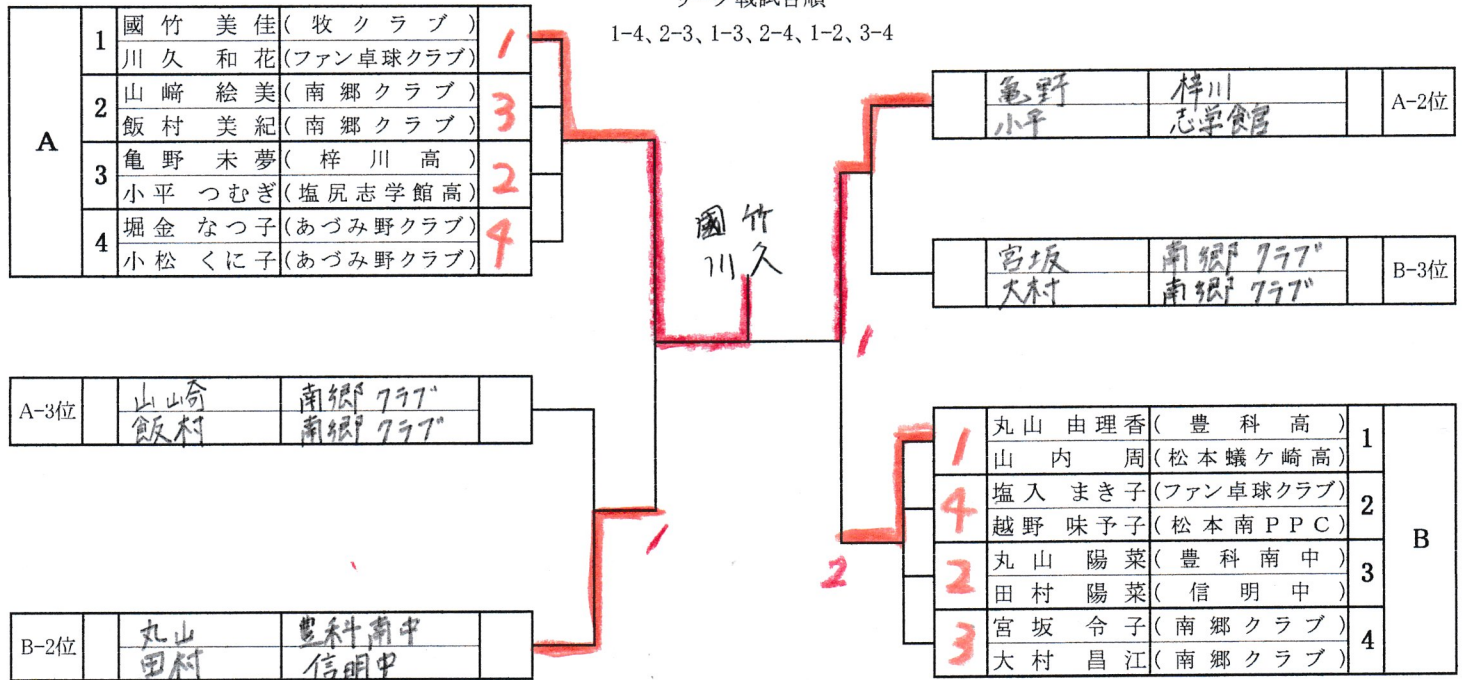 リーグ戦試合順
1-4、2-3、1-3、2-4、1-2、3-4
A
1 國竹 美佳 (牧クラブ) 1
川久 和花 (ファン卓球クラブ)
2 山﨑 絵美 (南郷クラブ) 3
飯村 美紀 (南郷クラブ)
3 亀野 未夢 (梓川高) 2
小平 つむぎ (塩尻志学館高)
4 堀金 なつ子 (あづみ野クラブ) 4
小松 くに子 (あづみ野クラブ)
A-3位 山﨑 南郷クラブ
飯村 南郷クラブ
B-2位 丸山 豊科南中
田村 信明中
1
國竹
川久
亀野 梓川 A-2位
小平 志学館
宮坂 南郷クラブ B-3位
大村 南郷クラブ
1
2
1 丸山 由理香 (豊科高) 1
山内 周 (松本蟻ケ崎高)
4 塩入 まき子 (ファン卓球クラブ) 2
越野 味予子 (松本南PPC)
2 丸山 陽菜 (豊科南中) 3
田村 陽菜 (信明中)
3 宮坂 令子 (南郷クラブ) 4
大村 昌江 (南郷クラブ)
B